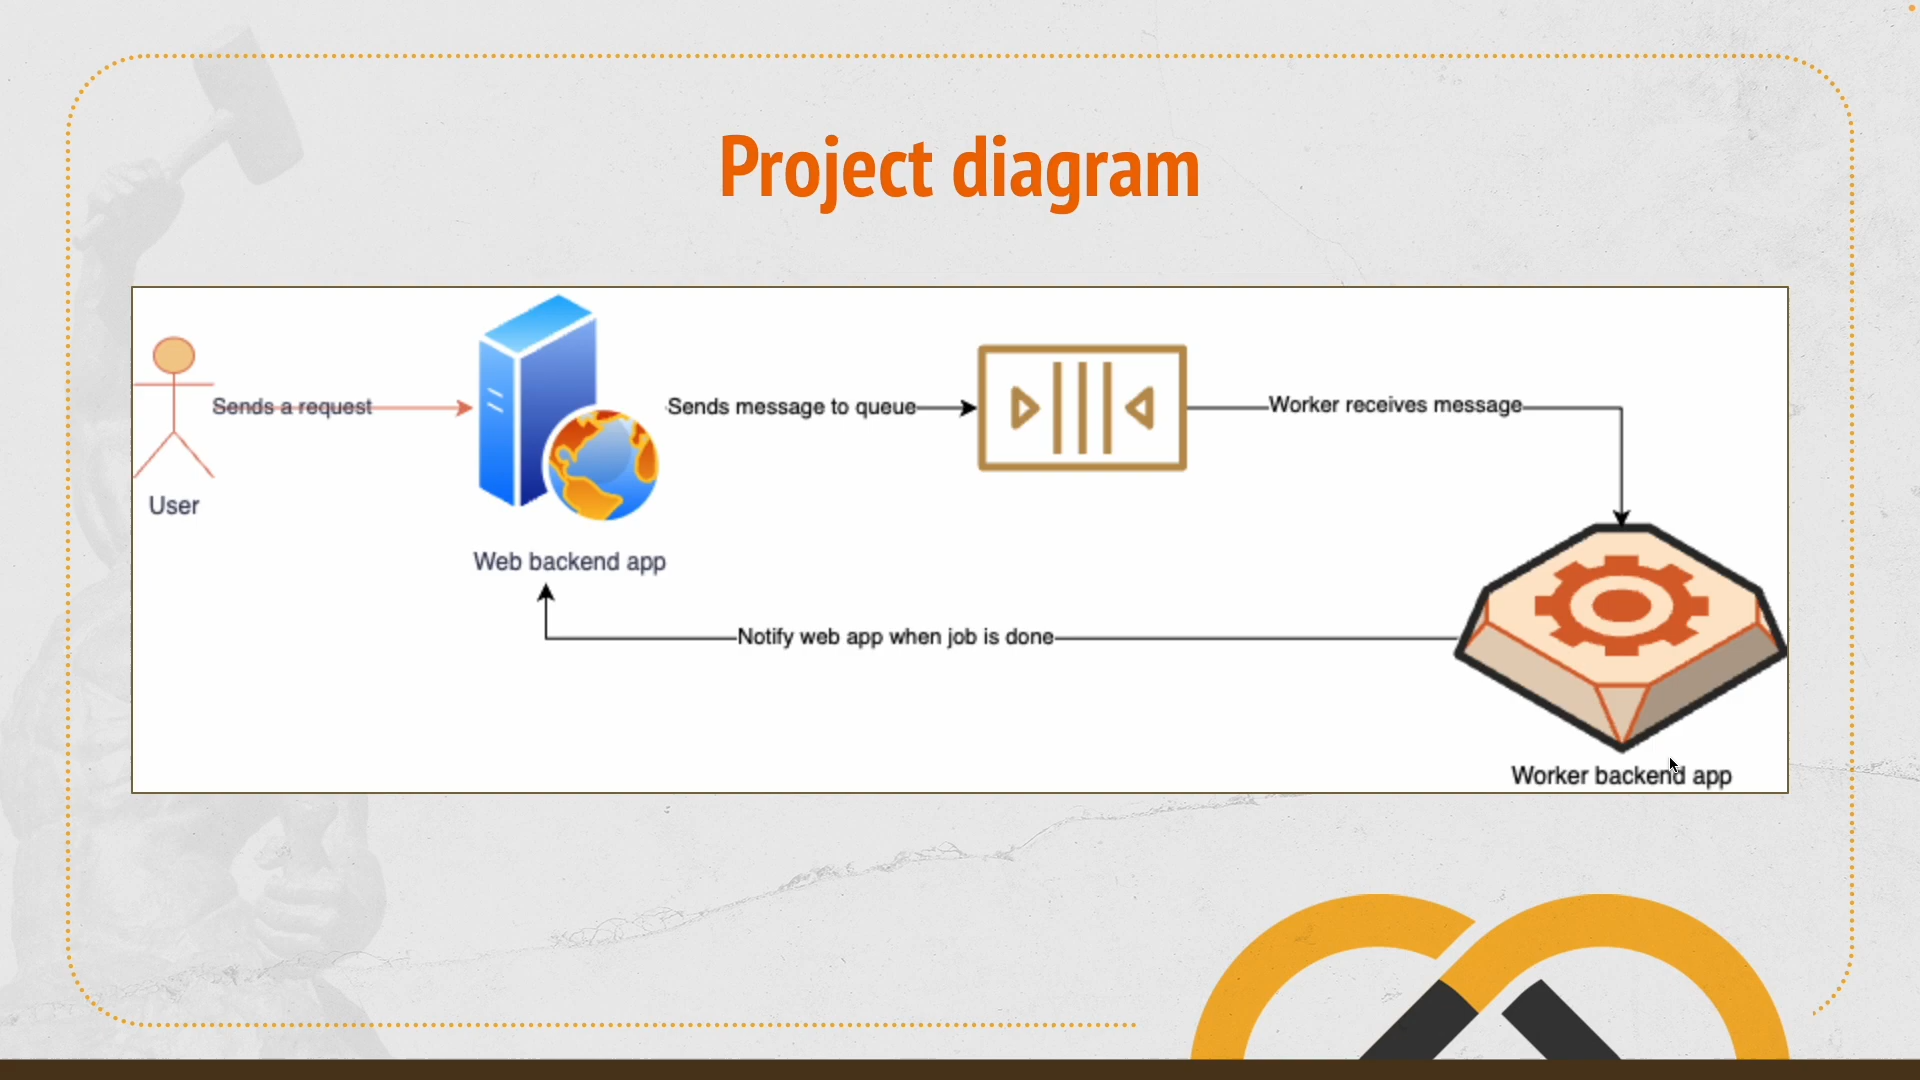 Project diagram
Sends a request
Sends message to queue
Worker receives message
User
Web backend app
Notify web app when job is done
Worker backend app